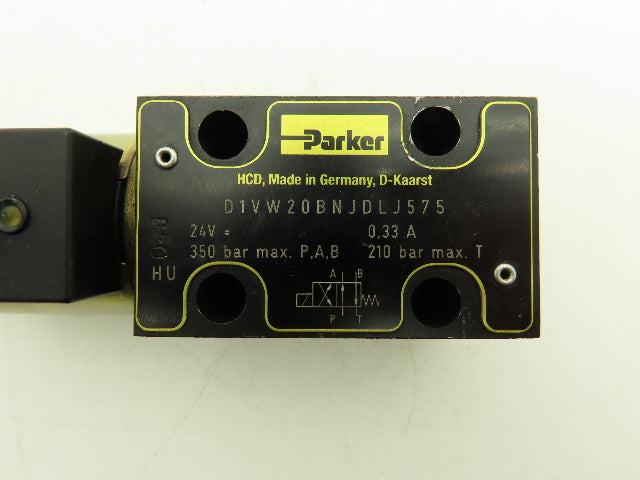 Parker
HCD, Made in Germany, D-Kaarst
D1VW20BNJDLJ575
24V = 0,33 A
350 bar max. P,A,B 210 bar max. T
HU
A B
P T